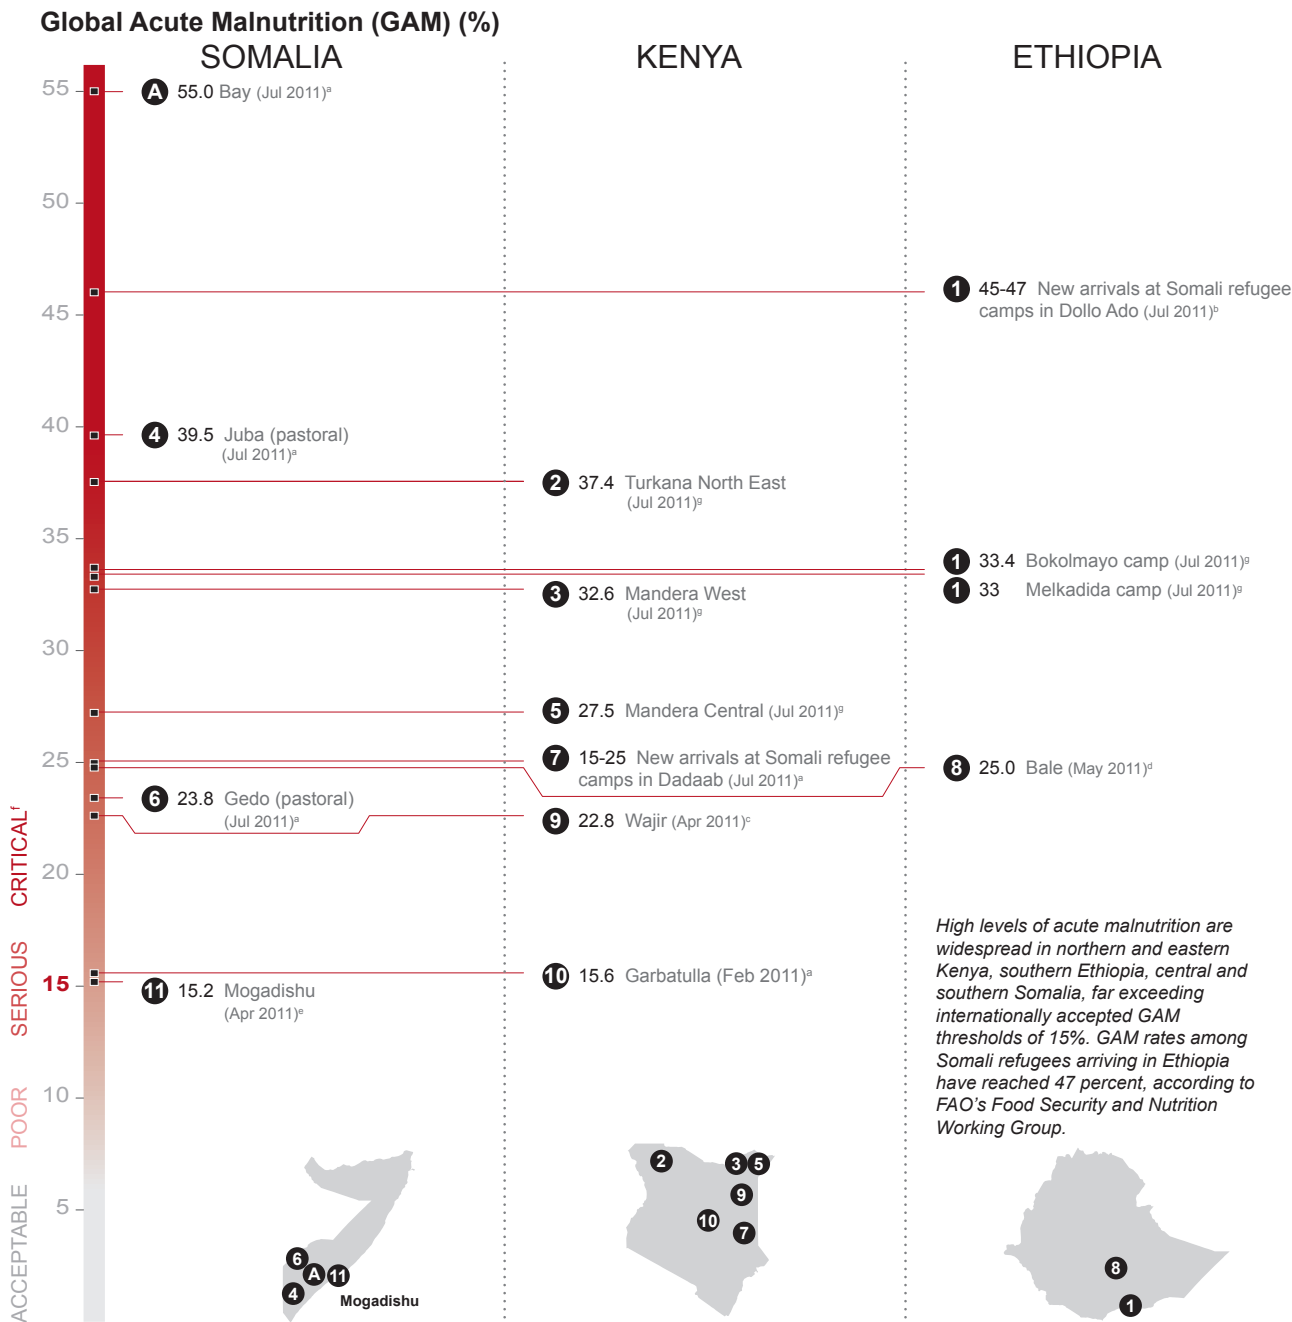 Global Acute Malnutrition (GAM) (%)
SOMALIA
KENYA
ETHIOPIA
55
50
45
40
35
30
25
20
15
10
5
CRITICALᶠ
SERIOUS
POOR
ACCEPTABLE
A 55.0 Bay (Jul 2011)ᵃ
4 39.5 Juba (pastoral)
(Jul 2011)ᵃ
6 23.8 Gedo (pastoral)
(Jul 2011)ᵃ
11 15.2 Mogadishu
(Apr 2011)ᵉ
2 37.4 Turkana North East
(Jul 2011)ᵍ
3 32.6 Mandera West
(Jul 2011)ᵍ
5 27.5 Mandera Central (Jul 2011)ᵍ
7 15-25 New arrivals at Somali refugee
camps in Dadaab (Jul 2011)ᵃ
9 22.8 Wajir (Apr 2011)ᶜ
10 15.6 Garbatulla (Feb 2011)ᵃ
1 45-47 New arrivals at Somali refugee
camps in Dollo Ado (Jul 2011)ᵇ
1 33.4 Bokolmayo camp (Jul 2011)ᵍ
1 33 Melkadida camp (Jul 2011)ᵍ
8 25.0 Bale (May 2011)ᵈ
High levels of acute malnutrition are
widespread in northern and eastern
Kenya, southern Ethiopia, central and
southern Somalia, far exceeding
internationally accepted GAM
thresholds of 15%. GAM rates among
Somali refugees arriving in Ethiopia
have reached 47 percent, according to
FAO's Food Security and Nutrition
Working Group.
6
A
11
4
Mogadishu
2
3
5
9
10
7
8
1